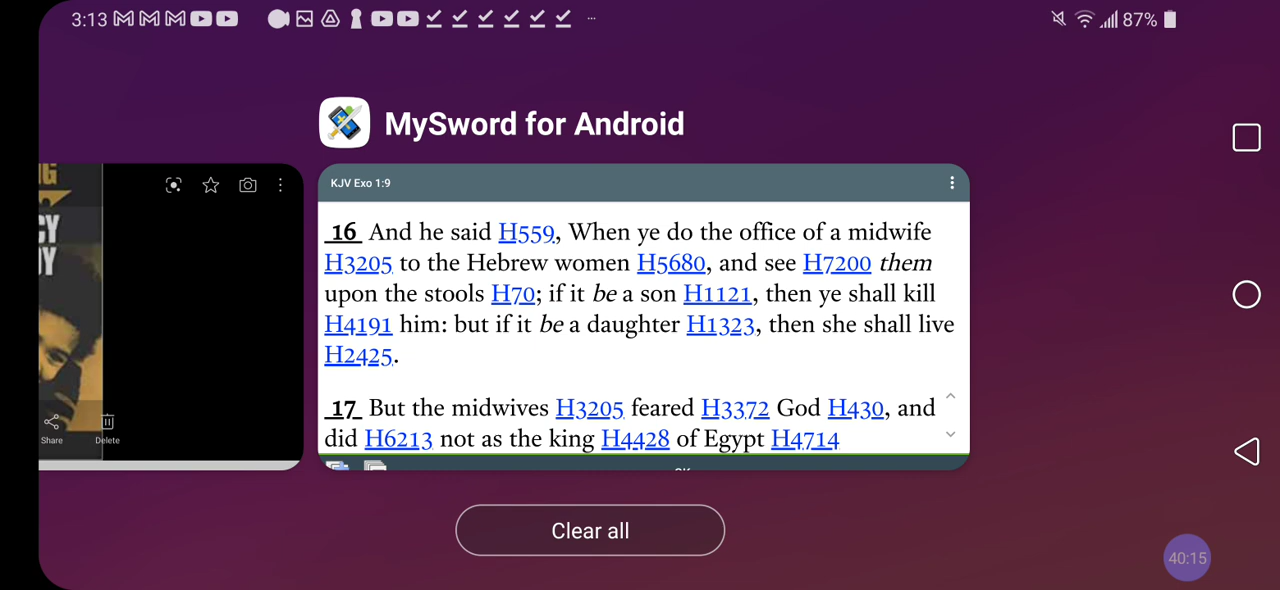 3:13 87%
MySword for Android
KJV Exo 1:9
16 And he said H559, When ye do the office of a midwife
H3205 to the Hebrew women H5680, and see H7200 them
upon the stools H70; if it be a son H1121, then ye shall kill
H4191 him: but if it be a daughter H1323, then she shall live
H2425.
17 But the midwives H3205 feared H3372 God H430, and
did H6213 not as the king H4428 of Egypt H4714
G
CY
DY
Share Delete
Clear all
40:15